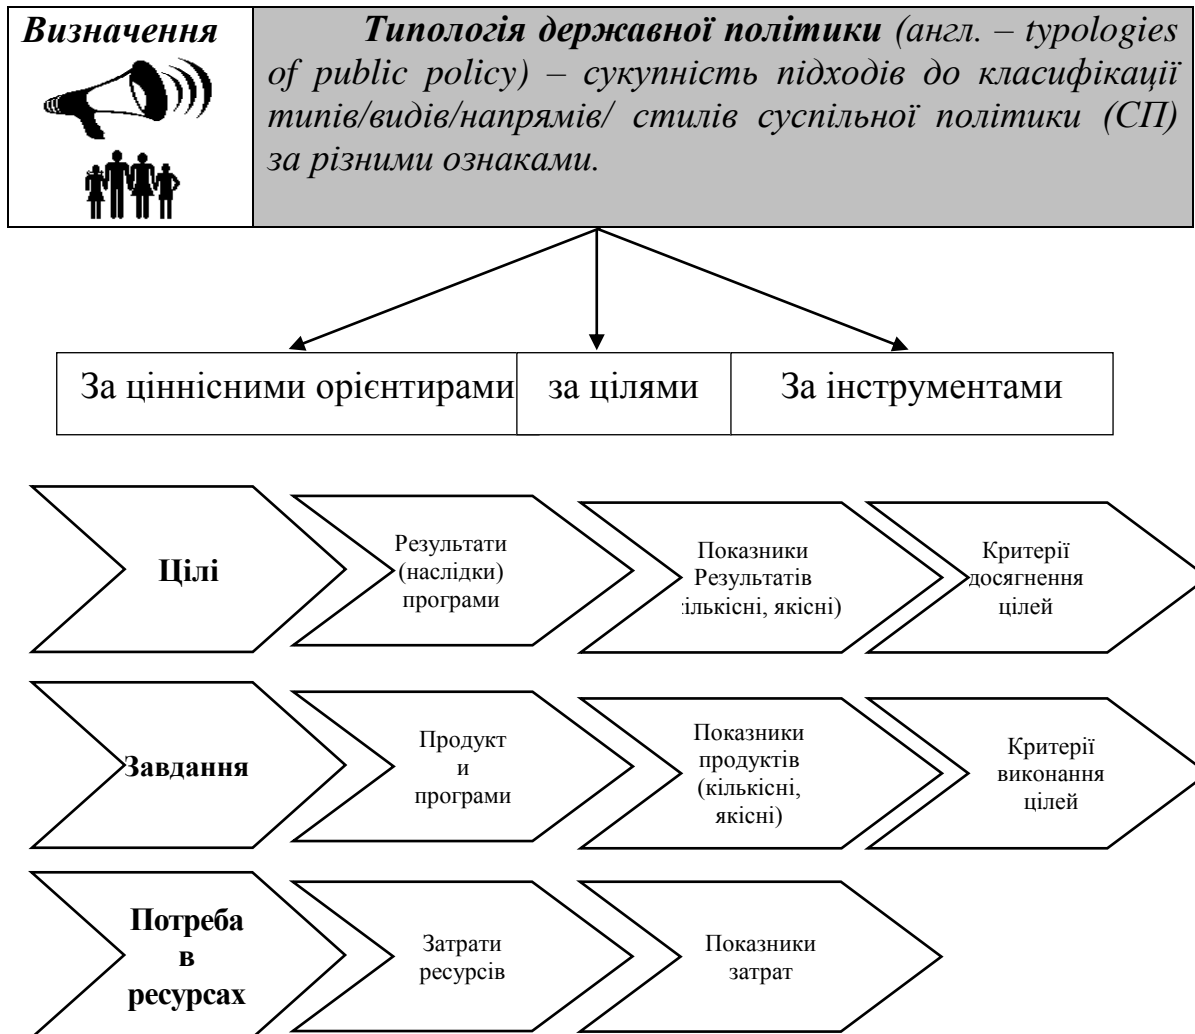 Визначення
Типологія державної політики (англ. – typologies
of public policy) – сукупність підходів до класифікації
типів/видів/напрямів/ стилів суспільної політики (СП)
за різними ознаками.
За ціннісними орієнтирами
за цілями
За інструментами
Цілі
Результати
(наслідки)
програми
Показники
Результатів
кількісні, якісні)
Критерії
досягнення
цілей
Завдання
Продукт
и
програми
Показники
продуктів
(кількісні,
якісні)
Критерії
виконання
цілей
Потреба
в
ресурсах
Затрати
ресурсів
Показники
затрат